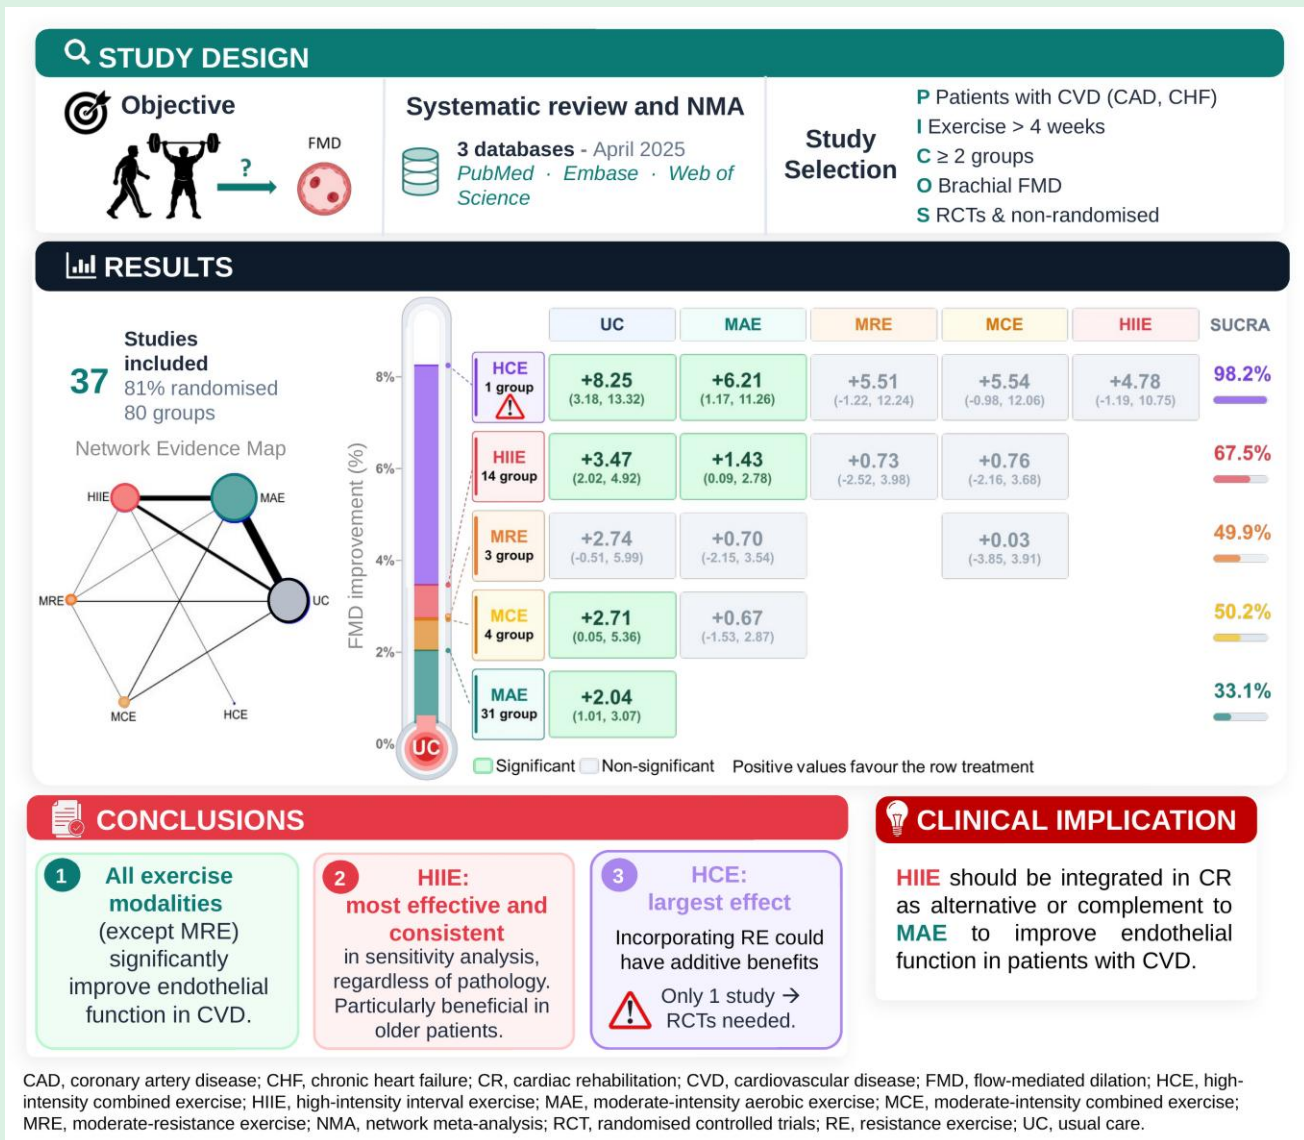 STUDY DESIGN
Objective
?
FMD
Systematic review and NMA
3 databases - April 2025
PubMed · Embase · Web of
Science
Study
Selection
P Patients with CVD (CAD, CHF)
I Exercise > 4 weeks
C ≥ 2 groups
O Brachial FMD
S RCTs & non-randomised
RESULTS
37
Studies
included
81% randomised
80 groups
Network Evidence Map
HIIE
MAE
MRE
UC
MCE
HCE
FMD improvement (%)
8%
6%
4%
2%
0%
UC
UC MAE MRE MCE HIIE SUCRA
HCE
1 group
+8.25 +6.21 +5.51 +5.54 +4.78 98.2%
(3.18, 13.32) (1.17, 11.26) (-1.22, 12.24) (-0.98, 12.06) (-1.19, 10.75)
HIIE
14 group
+3.47 +1.43 +0.73 +0.76 67.5%
(2.02, 4.92) (0.09, 2.78) (-2.52, 3.98) (-2.16, 3.68)
MRE
3 group
+2.74 +0.70 +0.03 49.9%
(-0.51, 5.99) (-2.15, 3.54) (-3.85, 3.91)
MCE
4 group
+2.71 +0.67 50.2%
(0.05, 5.36) (-1.53, 2.87)
MAE
31 group
+2.04 33.1%
(1.01, 3.07)
Significant Non-significant Positive values favour the row treatment
CONCLUSIONS
1 All exercise
modalities
(except MRE)
significantly
improve endothelial
function in CVD.
2 HIIE:
most effective and
consistent
in sensitivity analysis,
regardless of pathology.
Particularly beneficial in
older patients.
3 HCE:
largest effect
Incorporating RE could
have additive benefits
Only 1 study →
RCTs needed.
CLINICAL IMPLICATION
HIIE should be integrated in CR
as alternative or complement to
MAE to improve endothelial
function in patients with CVD.
CAD, coronary artery disease; CHF, chronic heart failure; CR, cardiac rehabilitation; CVD, cardiovascular disease; FMD, flow-mediated dilation; HCE, high-
intensity combined exercise; HIIE, high-intensity interval exercise; MAE, moderate-intensity aerobic exercise; MCE, moderate-intensity combined exercise;
MRE, moderate-resistance exercise; NMA, network meta-analysis; RCT, randomised controlled trials; RE, resistance exercise; UC, usual care.